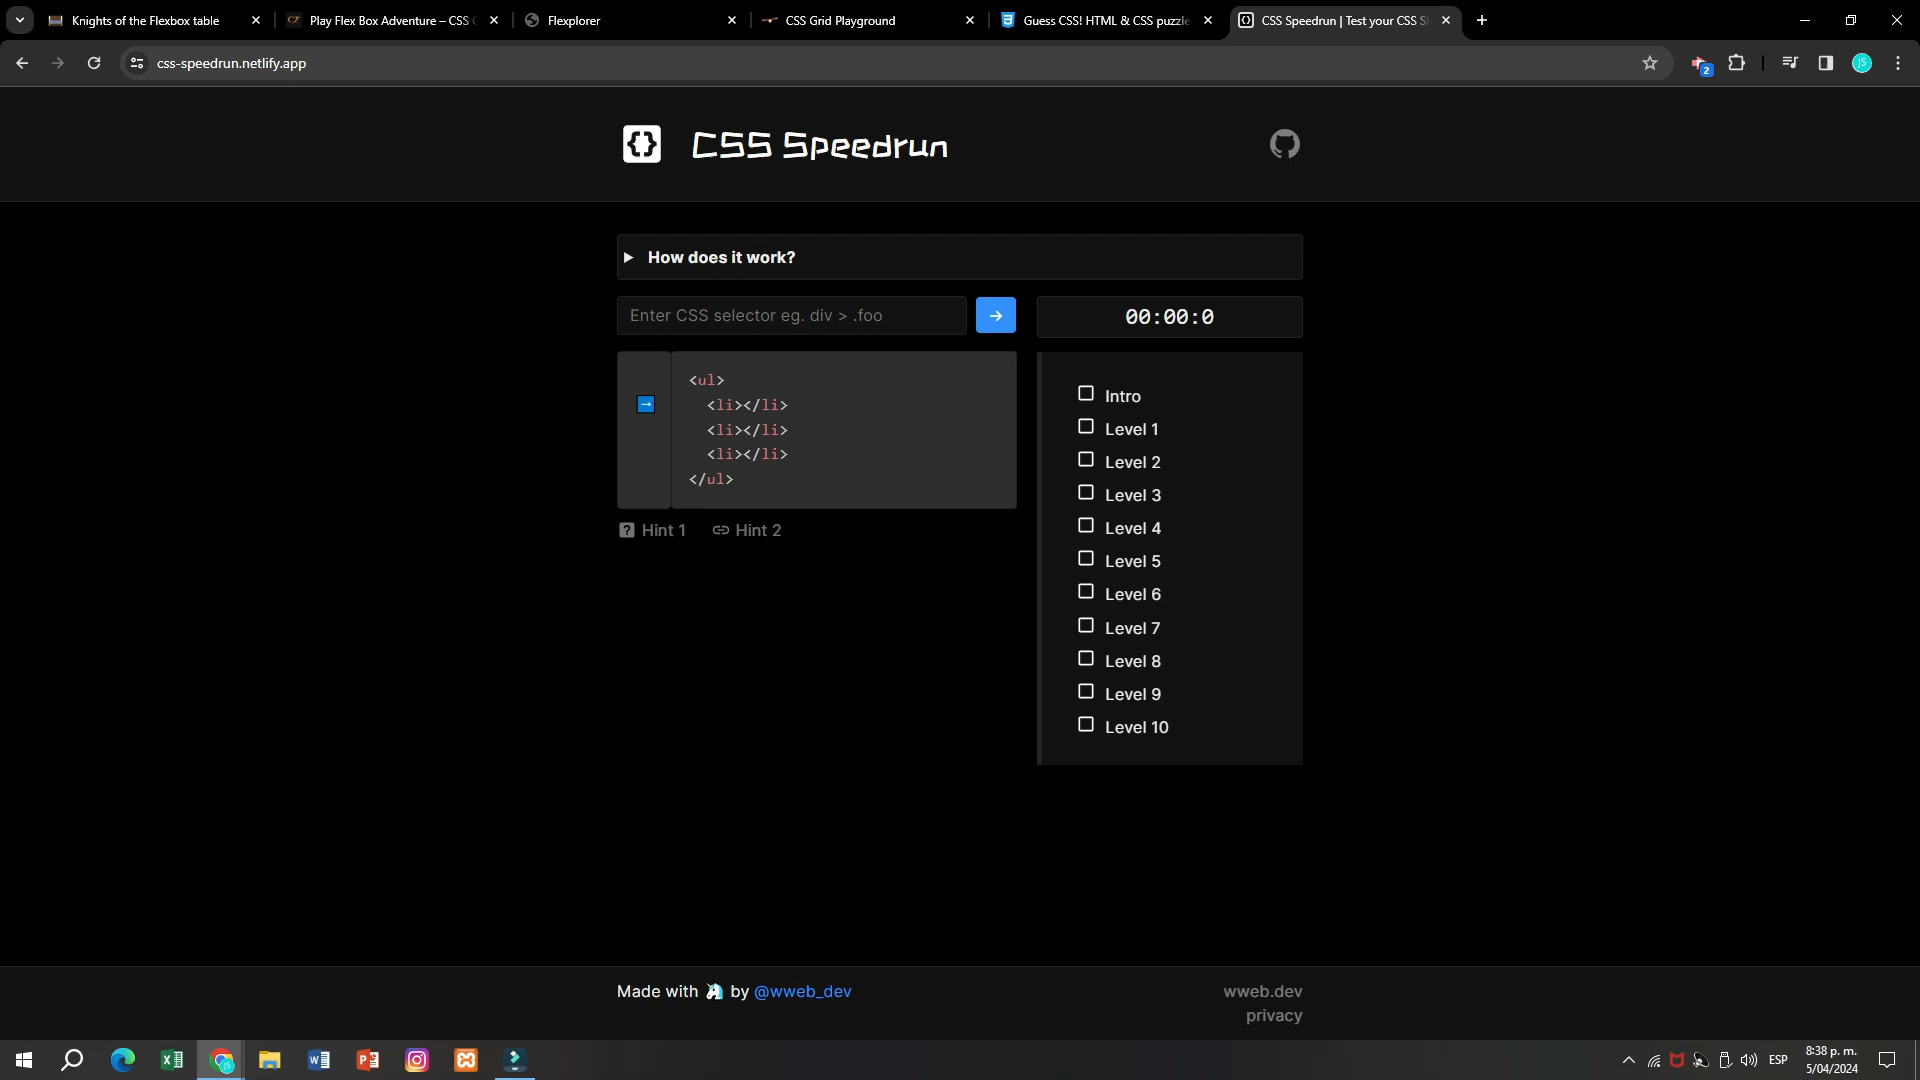 Knights of the Flexbox table
Play Flex Box Adventure – CSS
Flexplorer
CSS Grid Playground
Guess CSS! HTML & CSS puzzle
CSS Speedrun | Test your CSS S
css-speedrun.netlify.app
2
JS
CSS Speedrun
How does it work?
Enter CSS selector eg. div > .foo
00:00:0
<ul>
<li></li>
<li></li>
<li></li>
</ul>
Hint 1
Hint 2
Intro
Level 1
Level 2
Level 3
Level 4
Level 5
Level 6
Level 7
Level 8
Level 9
Level 10
Made with 🦄 by @wweb_dev
wweb.dev
privacy
ESP
8:38 p. m.
5/04/2024